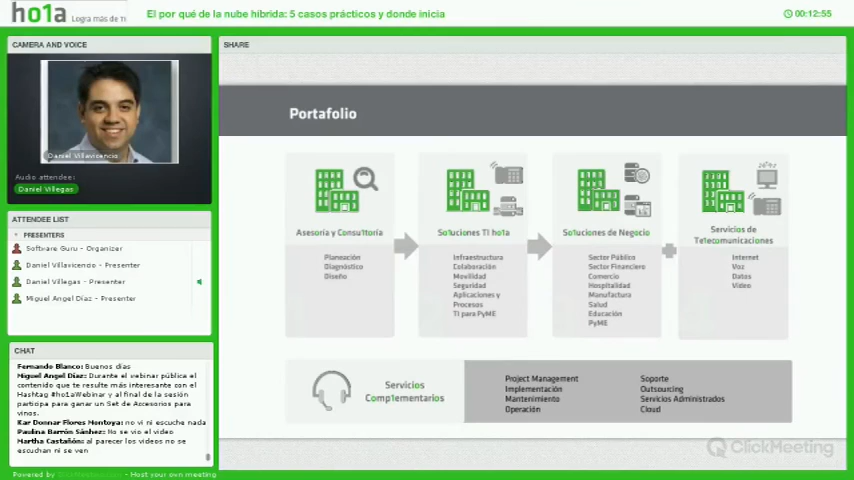 ho1a Logra más de TI
El por qué de la nube híbrida: 5 casos prácticos y donde inicia
00:12:55
CAMERA AND VOICE
Daniel Villavicencio
Audio attendee:
Daniel Villegas
ATTENDEE LIST
PRESENTERS
Software Guru - Organizer
Daniel Villavicencio - Presenter
Daniel Villegas - Presenter
Miguel Angel Díaz - Presenter
CHAT
Fernando Blanco: Buenos días
Miguel Angel Díaz: Durante el webinar pública el
contenido que te resulte más interesante con el
Hashtag #ho1aWebinar y al final de la sesión
participa para ganar un Set de Accesorios para
vinos.
Kar Donnar Flores Montoya: no vi ni escuche nada
Paulina Barrón Sánhez: No se vio el video
Martha Castañón: al parecer los videos no se
escuchan ni se ven
Powered by ClickMeeting.com - Host your own meeting
SHARE
Portafolio
Asesoría y Consu1toría
Planeación
Diagnóstico
Diseño
So1uciones TI ho1a
Infraestructura
Colaboración
Movilidad
Seguridad
Aplicaciones y
Procesos
TI para PyME
So1uciones de Negocio
Sector Público
Sector Financiero
Comercio
Hospitalidad
Manufactura
Salud
Educación
PyME
Servicios de
Te1ecomunicaciones
Internet
Voz
Datos
Video
Servicios
Comp1ementarios
Project Management
Implementación
Mantenimiento
Operación
Soporte
Outsourcing
Servicios Administrados
Cloud
ClickMeeting